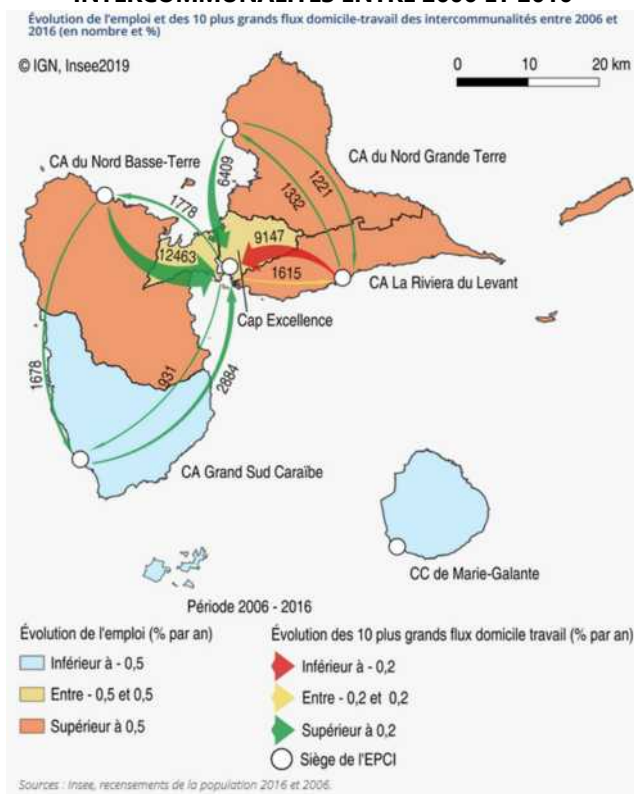 INTERCOMMUNALITÉS ENTRE 2006 ET 2016
Évolution de l'emploi et des 10 plus grands flux domicile-travail des intercommunalités entre 2006 et
2016 (en nombre et %)
© IGN, Insee2019
0 10 20 km
CA du Nord Basse-Terre
CA du Nord Grande Terre
6409
1332
1221
1778
9147
12463
1615
CA La Riviera du Levant
Cap Excellence
1678
931
2884
CA Grand Sud Caraïbe
CC de Marie-Galante
Période 2006 - 2016
Évolution de l'emploi (% par an)
Inférieur à - 0,5
Entre - 0,5 et 0,5
Supérieur à 0,5
Évolution des 10 plus grands flux domicile travail (% par an)
Inférieur à - 0,2
Entre - 0,2 et 0,2
Supérieur à 0,2
Siège de l'EPCI
Sources : Insee, recensements de la population 2016 et 2006.